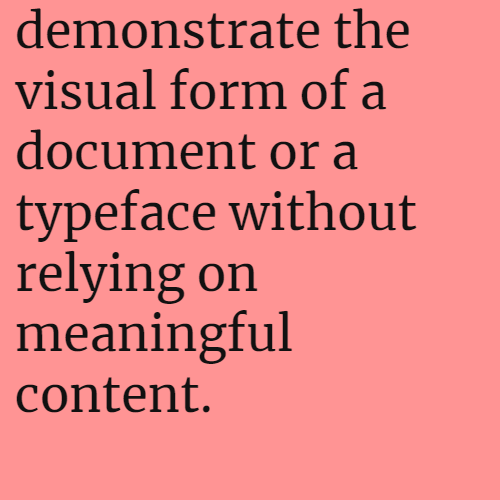 demonstrate the
visual form of a
document or a
typeface without
relying on
meaningful
content.